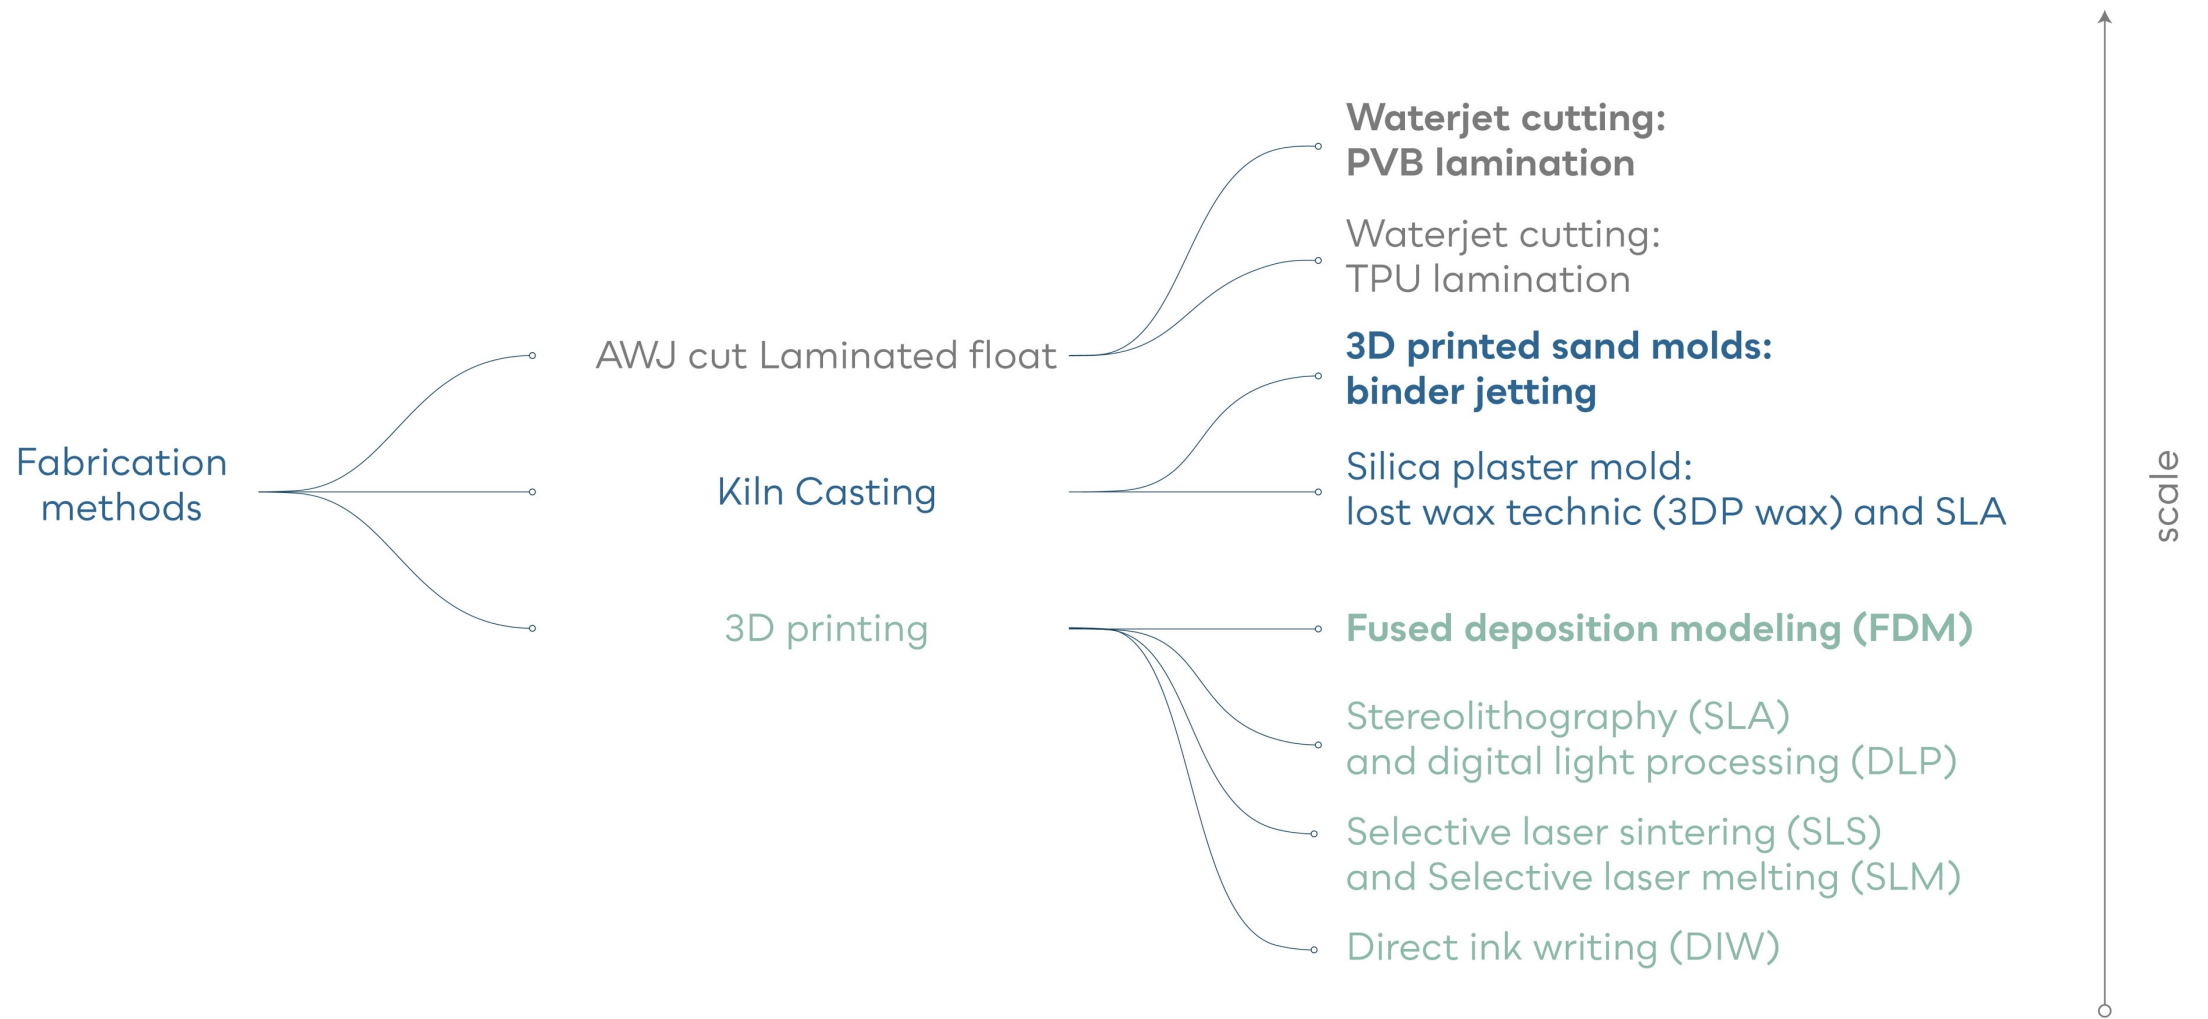 Fabrication
methods
AWJ cut Laminated float
Kiln Casting
3D printing
Waterjet cutting:
PVB lamination
Waterjet cutting:
TPU lamination
3D printed sand molds:
binder jetting
Silica plaster mold:
lost wax technic (3DP wax) and SLA
Fused deposition modeling (FDM)
Stereolithography (SLA)
and digital light processing (DLP)
Selective laser sintering (SLS)
and Selective laser melting (SLM)
Direct ink writing (DIW)
scale